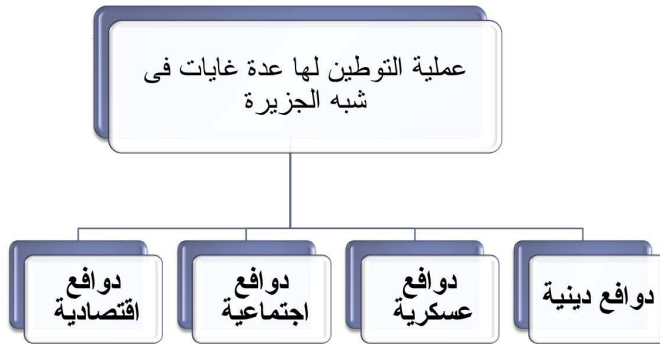 عملية التوطين لها عدة غايات فى
شبه الجزيرة
دوافع دينية
دوافع
عسكرية
دوافع
اجتماعية
دوافع
اقتصادية